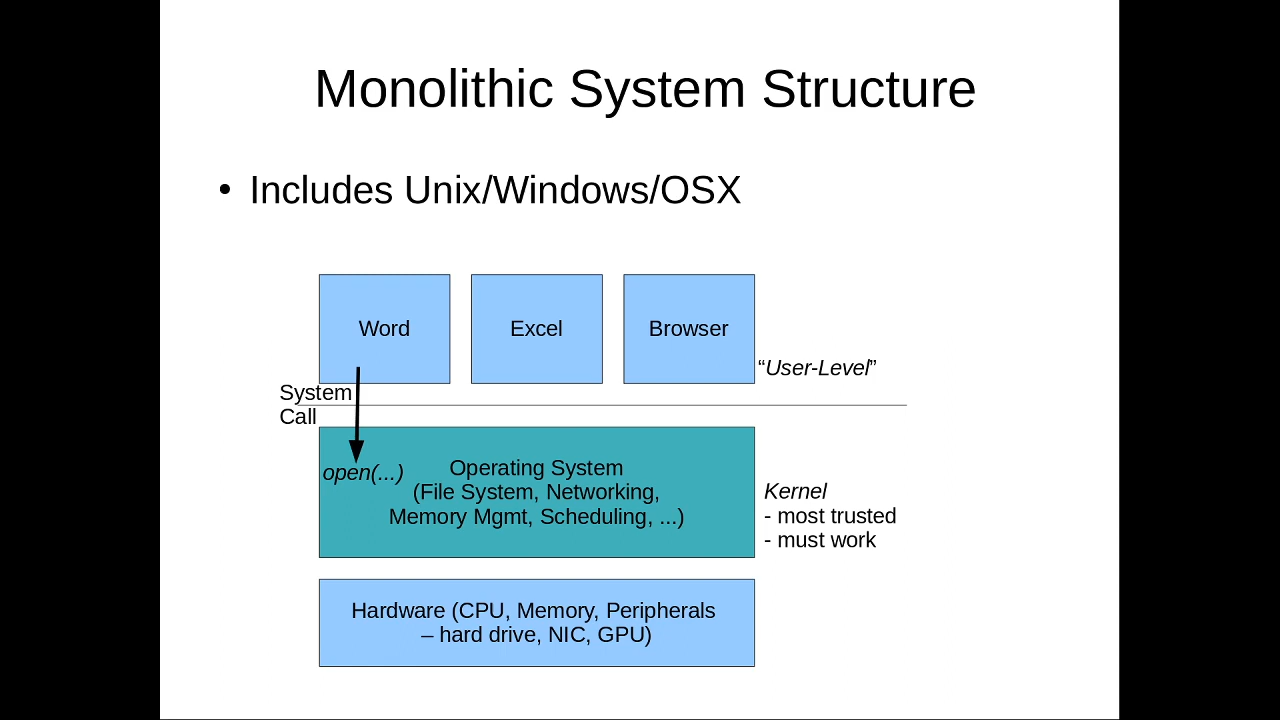 Monolithic System Structure
• Includes Unix/Windows/OSX
Word
Excel
Browser
“User-Level”
System
Call
open(...)
Operating System
(File System, Networking,
Memory Mgmt, Scheduling, ...)
Kernel
- most trusted
- must work
Hardware (CPU, Memory, Peripherals
– hard drive, NIC, GPU)